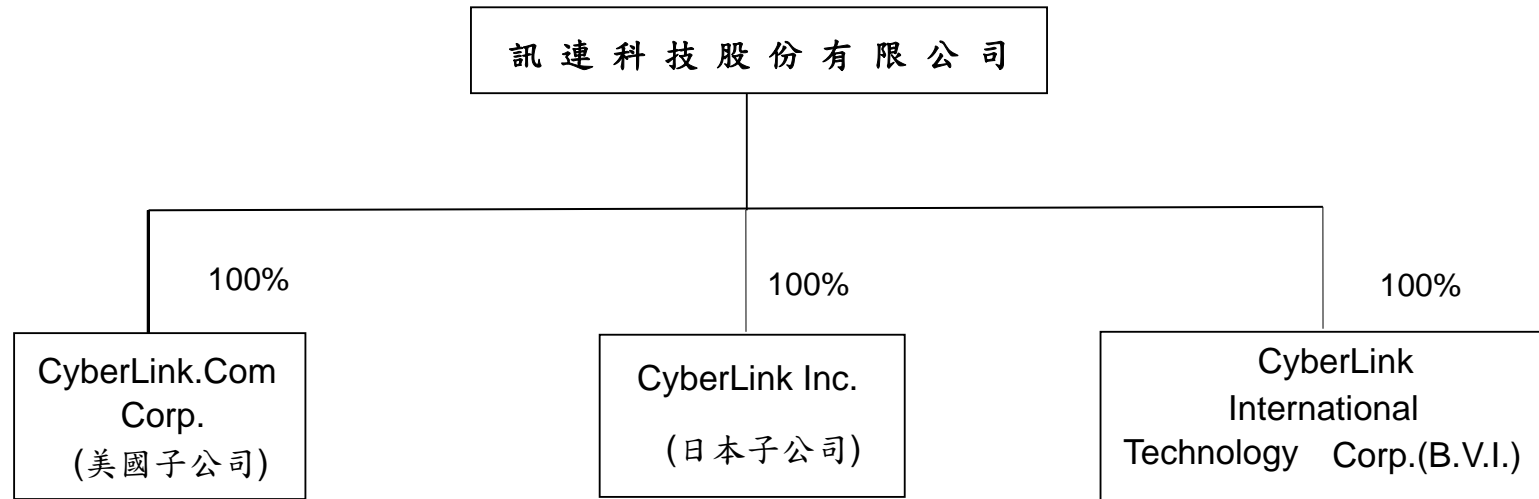 訊連科技股份有限公司
100%
100%
100%
CyberLink.Com
Corp.
(美國子公司)
CyberLink Inc.
(日本子公司)
CyberLink
International
Technology Corp.(B.V.I.)